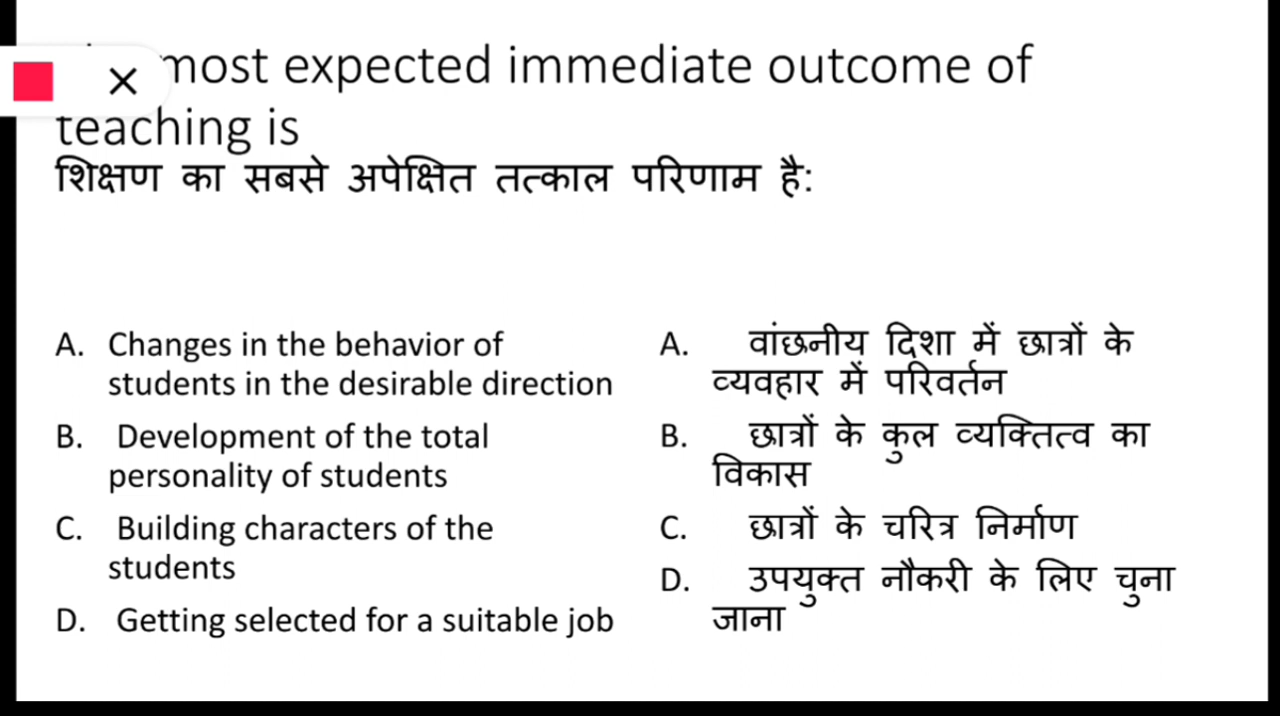 most expected immediate outcome of
teaching is
शिक्षण का सबसे अपेक्षित तत्काल परिणाम है:
A. Changes in the behavior of
students in the desirable direction
B. Development of the total
personality of students
C. Building characters of the
students
D. Getting selected for a suitable job
A. वांछनीय दिशा में छात्रों के
व्यवहार में परिवर्तन
B. छात्रों के कुल व्यक्तित्व का
विकास
C. छात्रों के चरित्र निर्माण
D. उपयुक्त नौकरी के लिए चुना
जाना